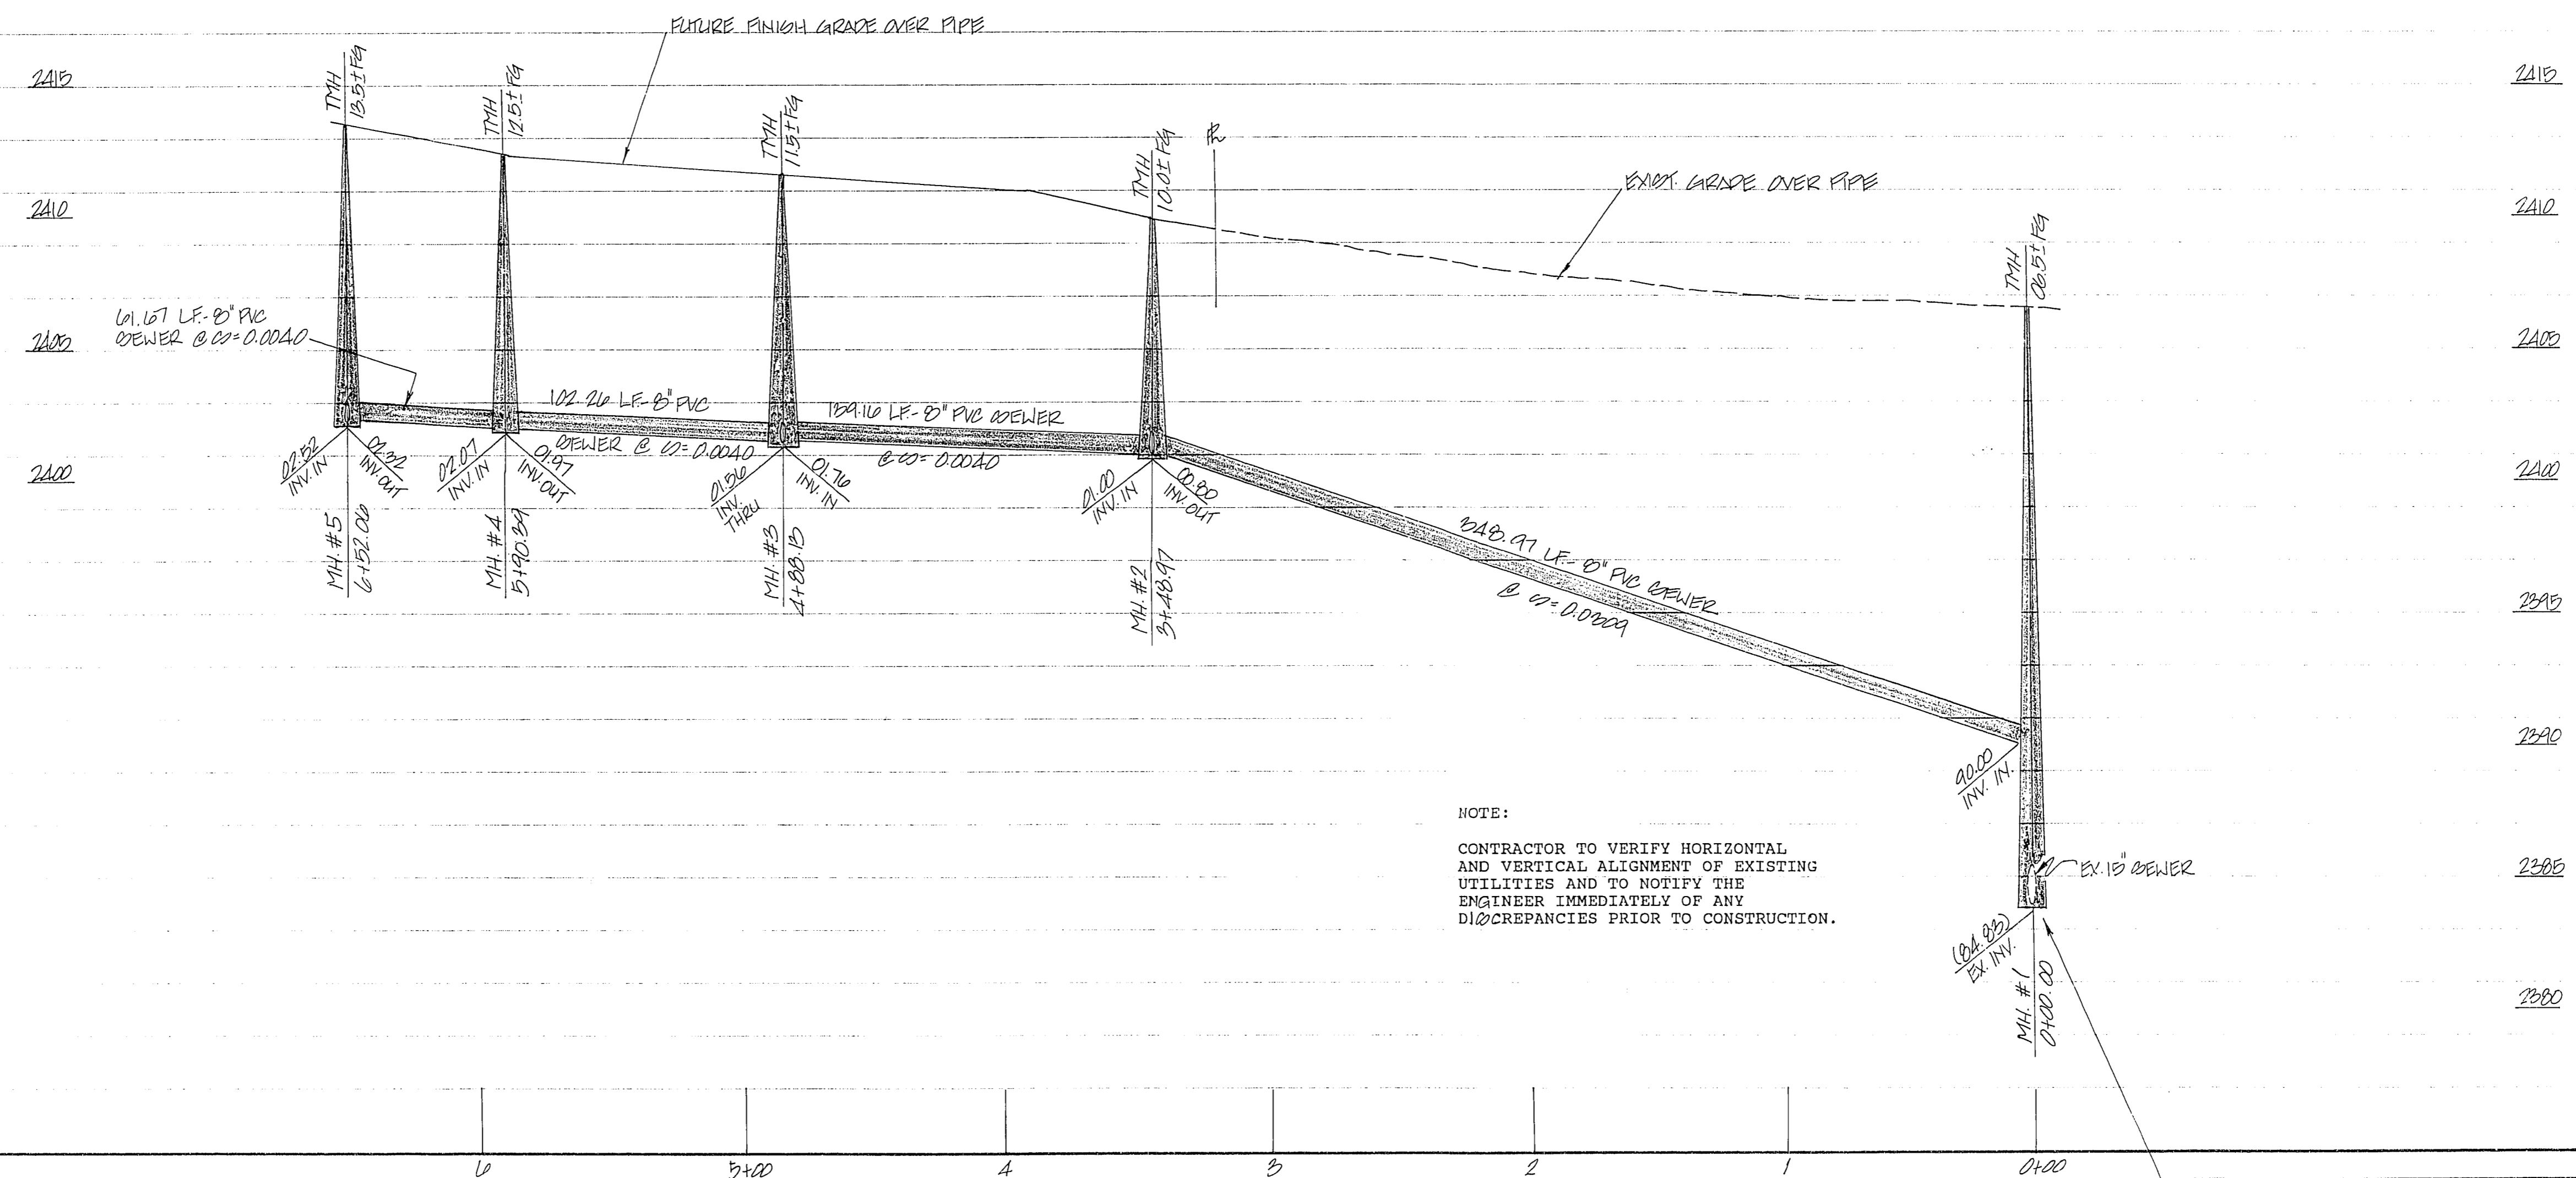 FUTURE FINISH GRADE OVER PIPE
2415
TMH
13.5± FG
TMH
12.5± FG
TMH
11.5± FG
TMH
10.0± FG
2415
EXIST. GRADE OVER PIPE
2410
2410
TMH
06.5± FG
61.67 L.F.- 8" PVC
SEWER @ S= 0.0040
2405
2405
102.26 L.F.- 8" PVC
SEWER @ S= 0.0040
139.16 L.F.- 8" PVC SEWER
@ S= 0.0040
2400
2400
02.52
INV. IN
02.32
INV. OUT
02.07
INV. IN
01.97
INV. OUT
01.56
INV.
THRU
01.76
INV. IN
01.00
INV. IN
00.80
INV. OUT
MH. #5
6+52.06
MH. #4
5+90.39
MH. #3
4+88.13
MH. #2
3+48.97
348.97 L.F.- 8" PVC SEWER
@ S= 0.0309
2395
2390
90.00
INV. IN.
NOTE:
CONTRACTOR TO VERIFY HORIZONTAL
AND VERTICAL ALIGNMENT OF EXISTING
UTILITIES AND TO NOTIFY THE
ENGINEER IMMEDIATELY OF ANY
DISCREPANCIES PRIOR TO CONSTRUCTION.
EX. 15" SEWER
2385
(84.83)
EX. INV.
MH. #1
0+00.00
2380
6
5+00
4
3
2
1
0+00